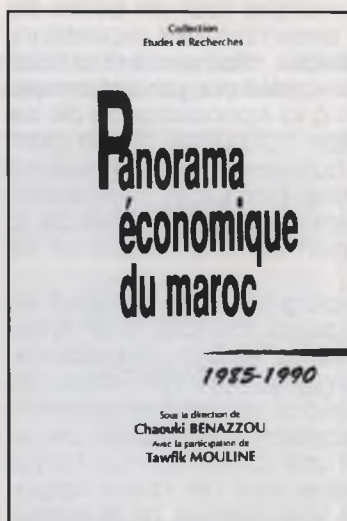 Collection
Etudes et Recherches
Panorama
économique
du maroc
1985-1990
Sous la direction de
Chaouki BENAZZOU
Avec la participation de
Tawfik MOULINE